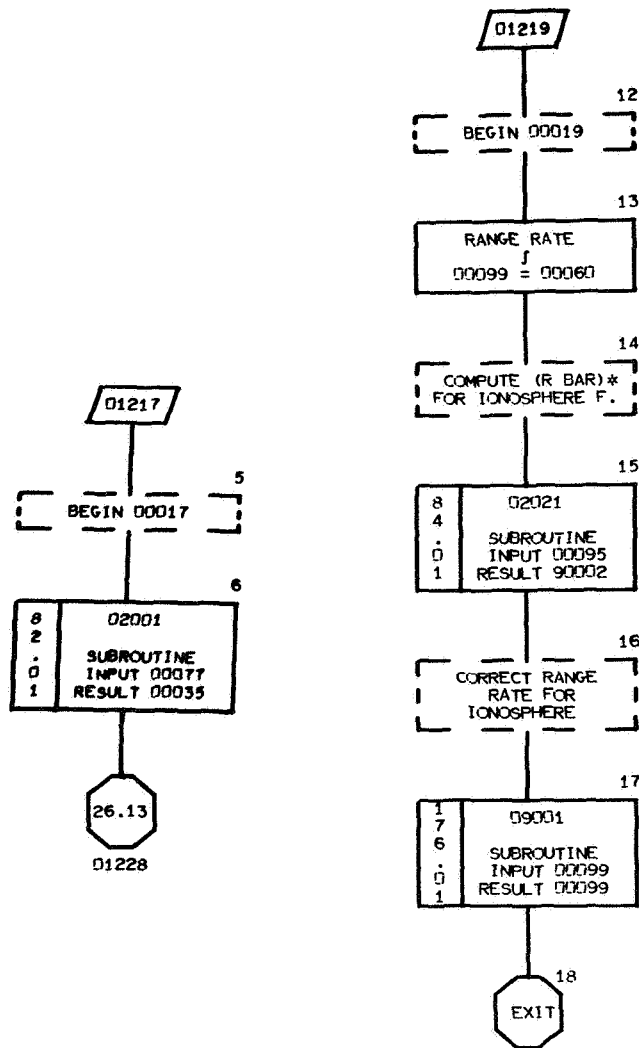 01217
5
BEGIN 00017
6
8
2
.
0
1
02001
SUBROUTINE
INPUT 00077
RESULT 00035
26.13
01228
01219
12
BEGIN 00019
13
RANGE RATE
∫
00099 = 00060
14
COMPUTE (R BAR)*
FOR IONOSPHERE F.
15
8
4
.
0
1
02021
SUBROUTINE
INPUT 00095
RESULT 90002
16
CORRECT RANGE
RATE FOR
IONOSPHERE
17
1
7
6
.
0
1
09001
SUBROUTINE
INPUT 00099
RESULT 00099
18
EXIT